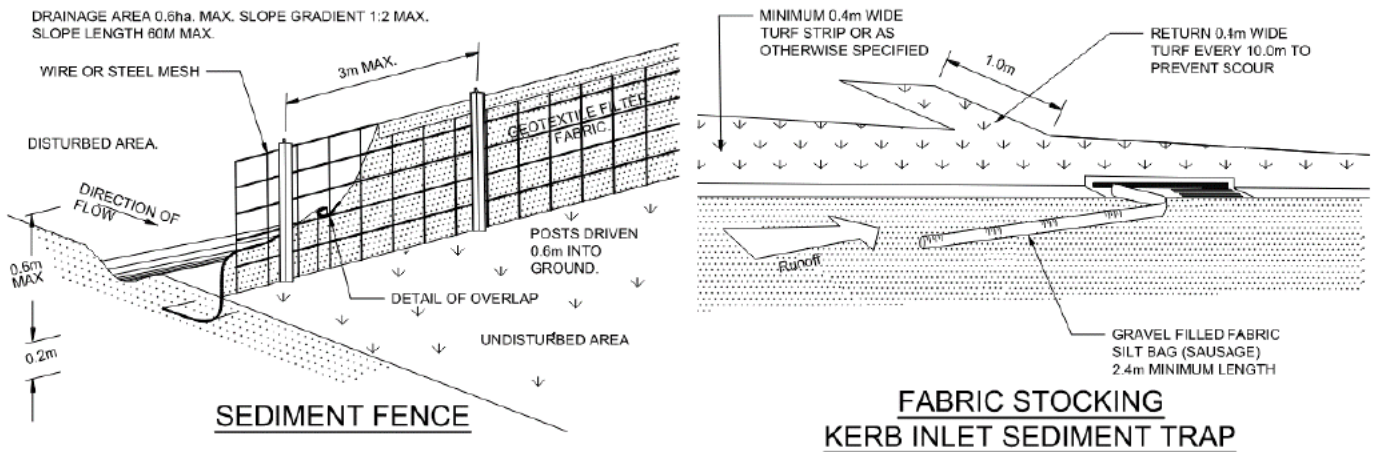 DRAINAGE AREA 0.6ha. MAX. SLOPE GRADIENT 1:2 MAX.
SLOPE LENGTH 60M MAX.
WIRE OR STEEL MESH
3m MAX.
GEOTEXTILE FILTER
FABRIC.
DISTURBED AREA.
DIRECTION OF
FLOW
0.6m
MAX
0.2m
POSTS DRIVEN
0.6m INTO
GROUND.
DETAIL OF OVERLAP
UNDISTURBED AREA
SEDIMENT FENCE
MINIMUM 0.4m WIDE
TURF STRIP OR AS
OTHERWISE SPECIFIED
1.0m
RETURN 0.4m WIDE
TURF EVERY 10.0m TO
PREVENT SCOUR
Runoff
GRAVEL FILLED FABRIC
SILT BAG (SAUSAGE)
2.4m MINIMUM LENGTH
FABRIC STOCKING
KERB INLET SEDIMENT TRAP